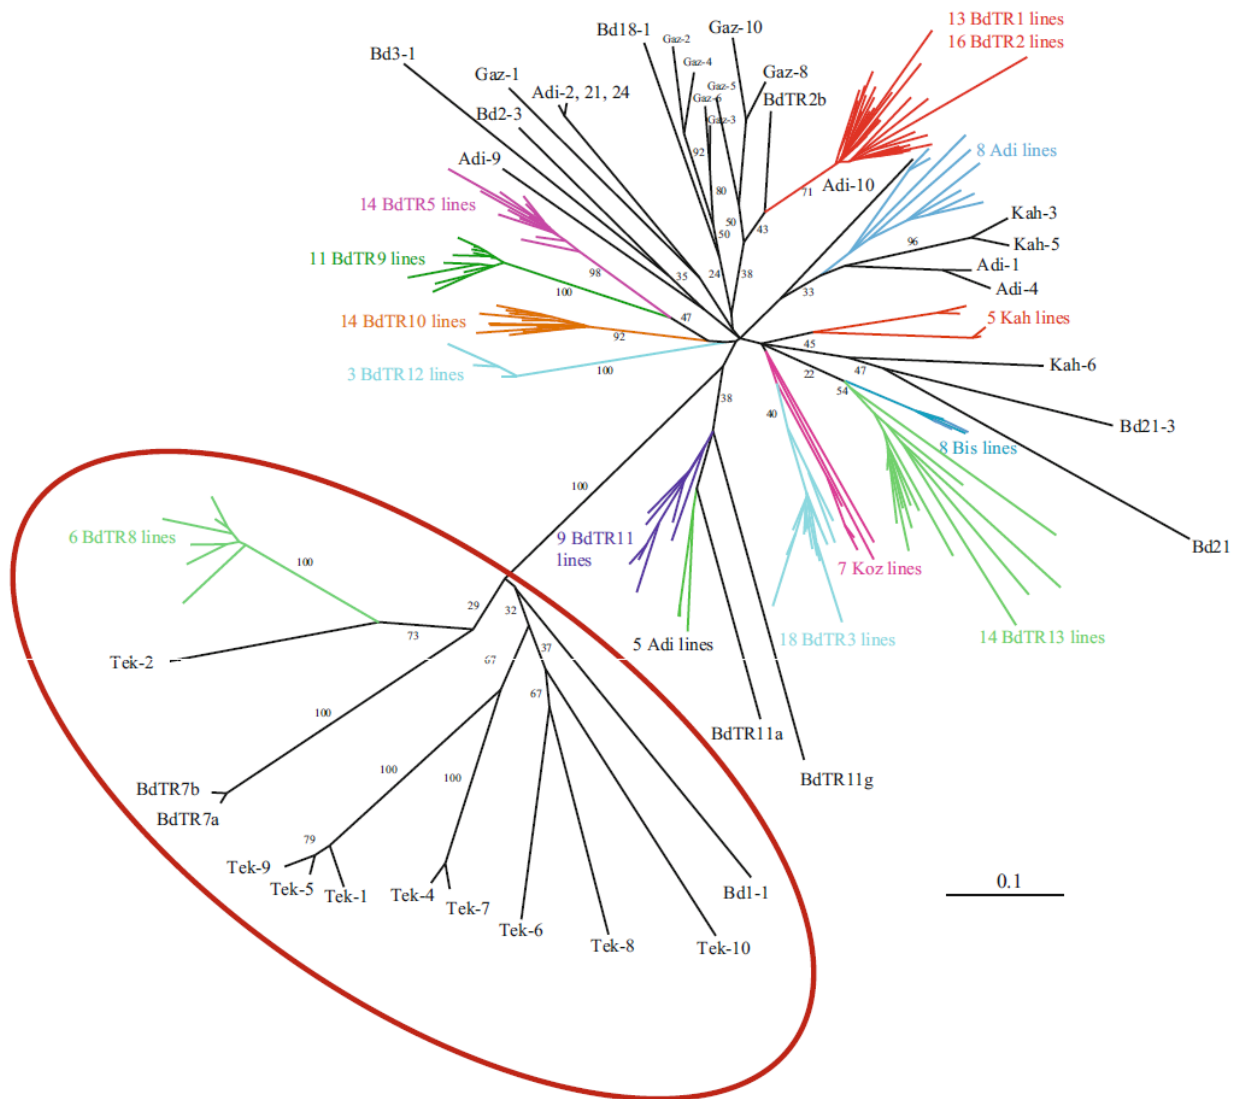 13 BdTR1 lines
16 BdTR2 lines
Bd18-1
Gaz-10
Gaz-2
Bd3-1
Gaz-4
Gaz-1
Gaz-8
Gaz-5
Adi-2, 21, 24
Gaz-6
BdTR2b
Bd2-3
Gaz-3
Adi-9
92
8 Adi lines
14 BdTR5 lines
80
71
Adi-10
Kah-3
50
43
50
96
Kah-5
11 BdTR9 lines
98
35
24
38
Adi-1
100
33
Adi-4
14 BdTR10 lines
47
5 Kah lines
92
45
3 BdTR12 lines
100
22
47
Kah-6
54
38
40
Bd21-3
8 Bis lines
100
6 BdTR8 lines
9 BdTR11
lines
Bd21
100
7 Koz lines
29
32
73
5 Adi lines
18 BdTR3 lines
14 BdTR13 lines
Tek-2
67
37
67
100
BdTR11a
100
100
BdTR11g
BdTR7b
BdTR7a
79
Tek-9
Tek-5
Tek-1
Tek-4
Tek-7
Bd1-1
0.1
Tek-6
Tek-8
Tek-10